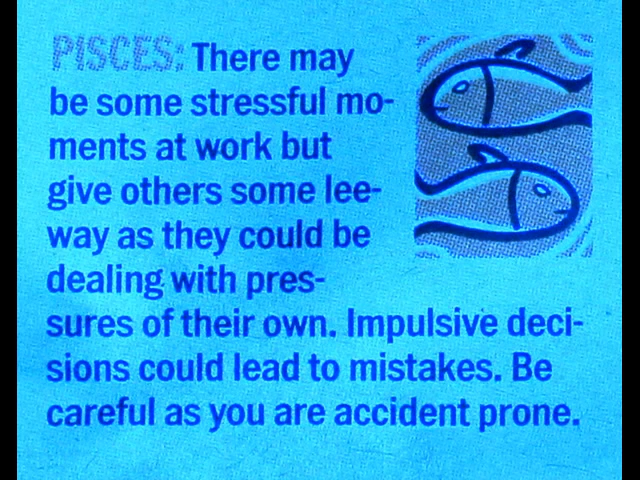 PISCES: There may
be some stressful mo-
ments at work but
give others some lee-
way as they could be
dealing with pres-
sures of their own. Impulsive deci-
sions could lead to mistakes. Be
careful as you are accident prone.